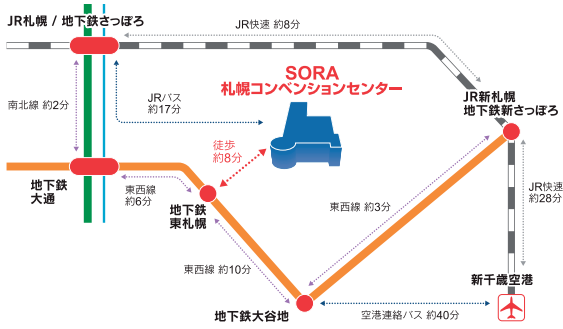 JR札幌 / 地下鉄さっぽろ
JR快速 約8分
SORA
札幌コンベンションセンター
JR新札幌
地下鉄新さっぽろ
南北線 約2分
JRバス
約17分
徒歩
約8分
地下鉄
大通
東西線
約6分
地下鉄
東札幌
東西線 約3分
JR快速
約28分
東西線 約10分
新千歳空港
地下鉄大谷地
空港連絡バス 約40分